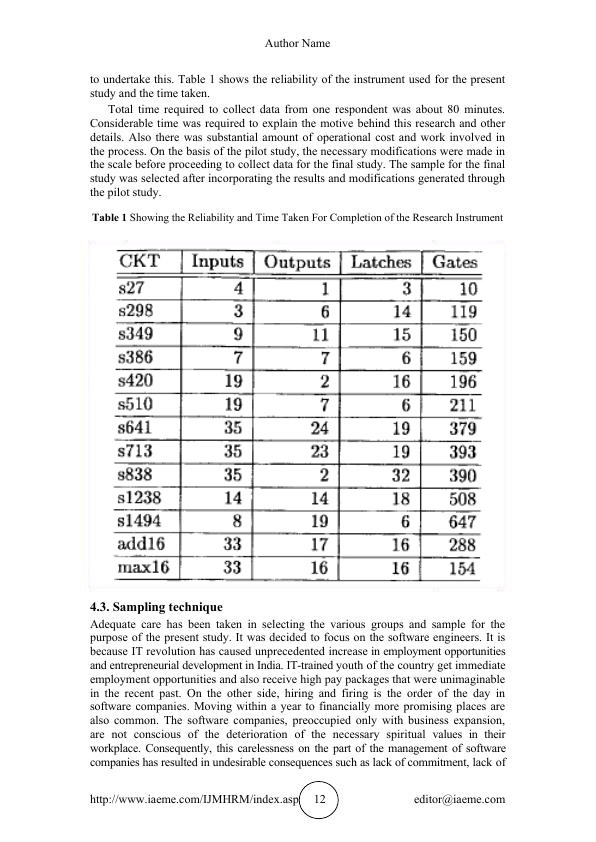 Author Name
to undertake this. Table 1 shows the reliability of the instrument used for the present
study and the time taken.
Total time required to collect data from one respondent was about 80 minutes.
Considerable time was required to explain the motive behind this research and other
details. Also there was substantial amount of operational cost and work involved in
the process. On the basis of the pilot study, the necessary modifications were made in
the scale before proceeding to collect data for the final study. The sample for the final
study was selected after incorporating the results and modifications generated through
the pilot study.
Table 1 Showing the Reliability and Time Taken For Completion of the Research Instrument
CKT Inputs Outputs Latches Gates
s27 4 1 3 10
s298 3 6 14 119
s349 9 11 15 150
s386 7 7 6 159
s420 19 2 16 196
s510 19 7 6 211
s641 35 24 19 379
s713 35 23 19 393
s838 35 2 32 390
s1238 14 14 18 508
s1494 8 19 6 647
add16 33 17 16 288
max16 33 16 16 154
4.3. Sampling technique
Adequate care has been taken in selecting the various groups and sample for the
purpose of the present study. It was decided to focus on the software engineers. It is
because IT revolution has caused unprecedented increase in employment opportunities
and entrepreneurial development in India. IT-trained youth of the country get immediate
employment opportunities and also receive high pay packages that were unimaginable
in the recent past. On the other side, hiring and firing is the order of the day in
software companies. Moving within a year to financially more promising places are
also common. The software companies, preoccupied only with business expansion,
are not conscious of the deterioration of the necessary spiritual values in their
workplace. Consequently, this carelessness on the part of the management of software
companies has resulted in undesirable consequences such as lack of commitment, lack of
http://www.iaeme.com/IJMHRM/index.asp 12 editor@iaeme.com